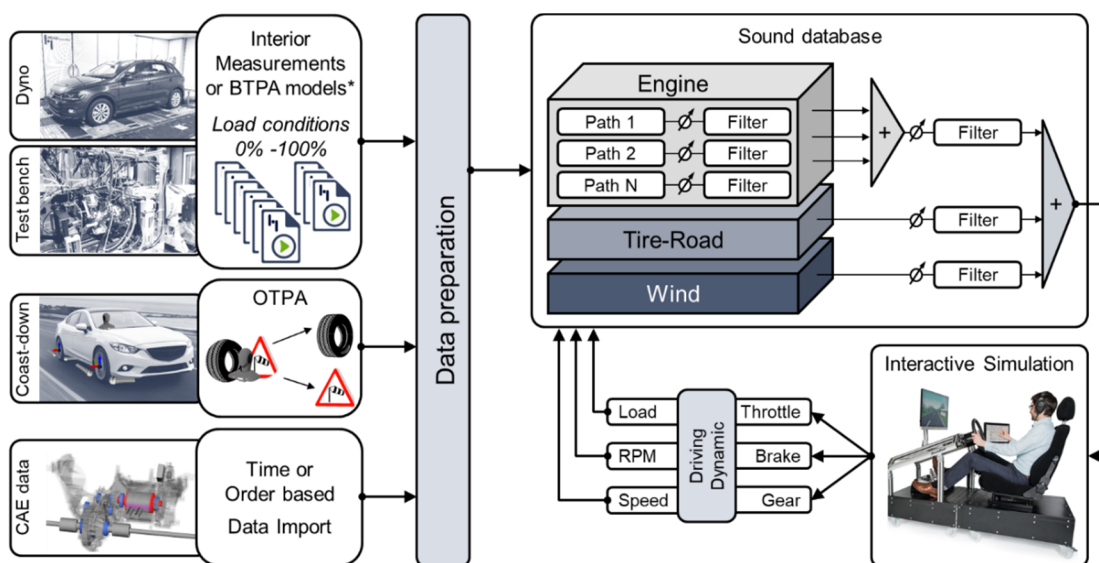 Dyno
Interior
Measurements
or BTPA models*
Load conditions
0% -100%
Test bench
Coast-down
OTPA
CAE data
Time or
Order based
Data Import
Data preparation
Sound database
Engine
Path 1
Filter
Path 2
Filter
Path N
Filter
+
Filter
Tire-Road
Filter
+
Wind
Filter
Interactive Simulation
Load
Throttle
RPM
Brake
Speed
Gear
Driving
Dynamic